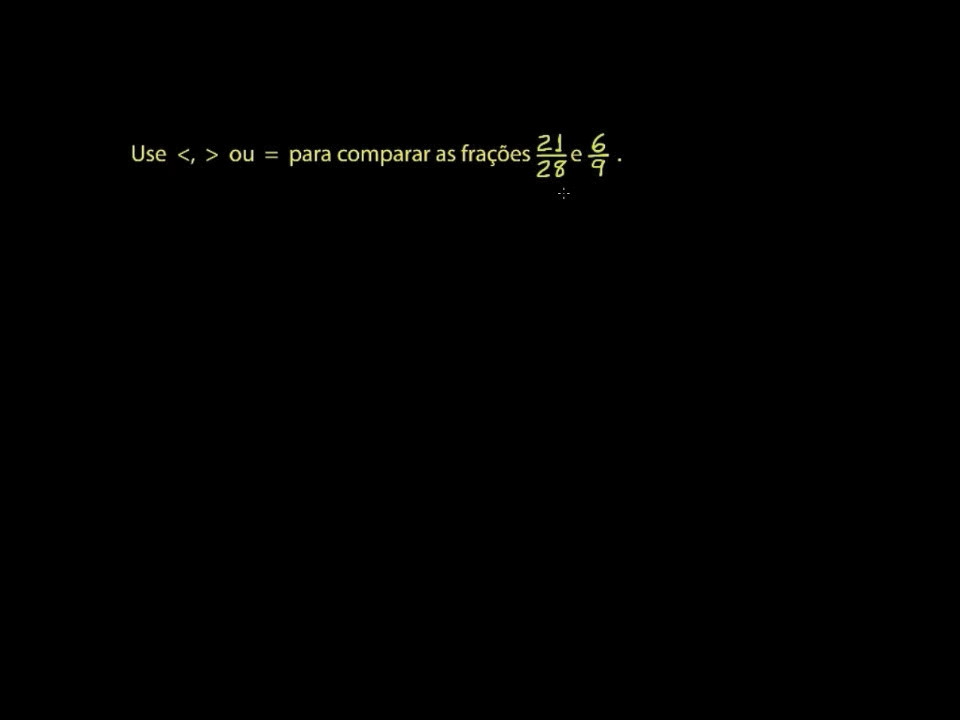 Use <, > ou = para comparar as frações 21/28 e 6/9 .